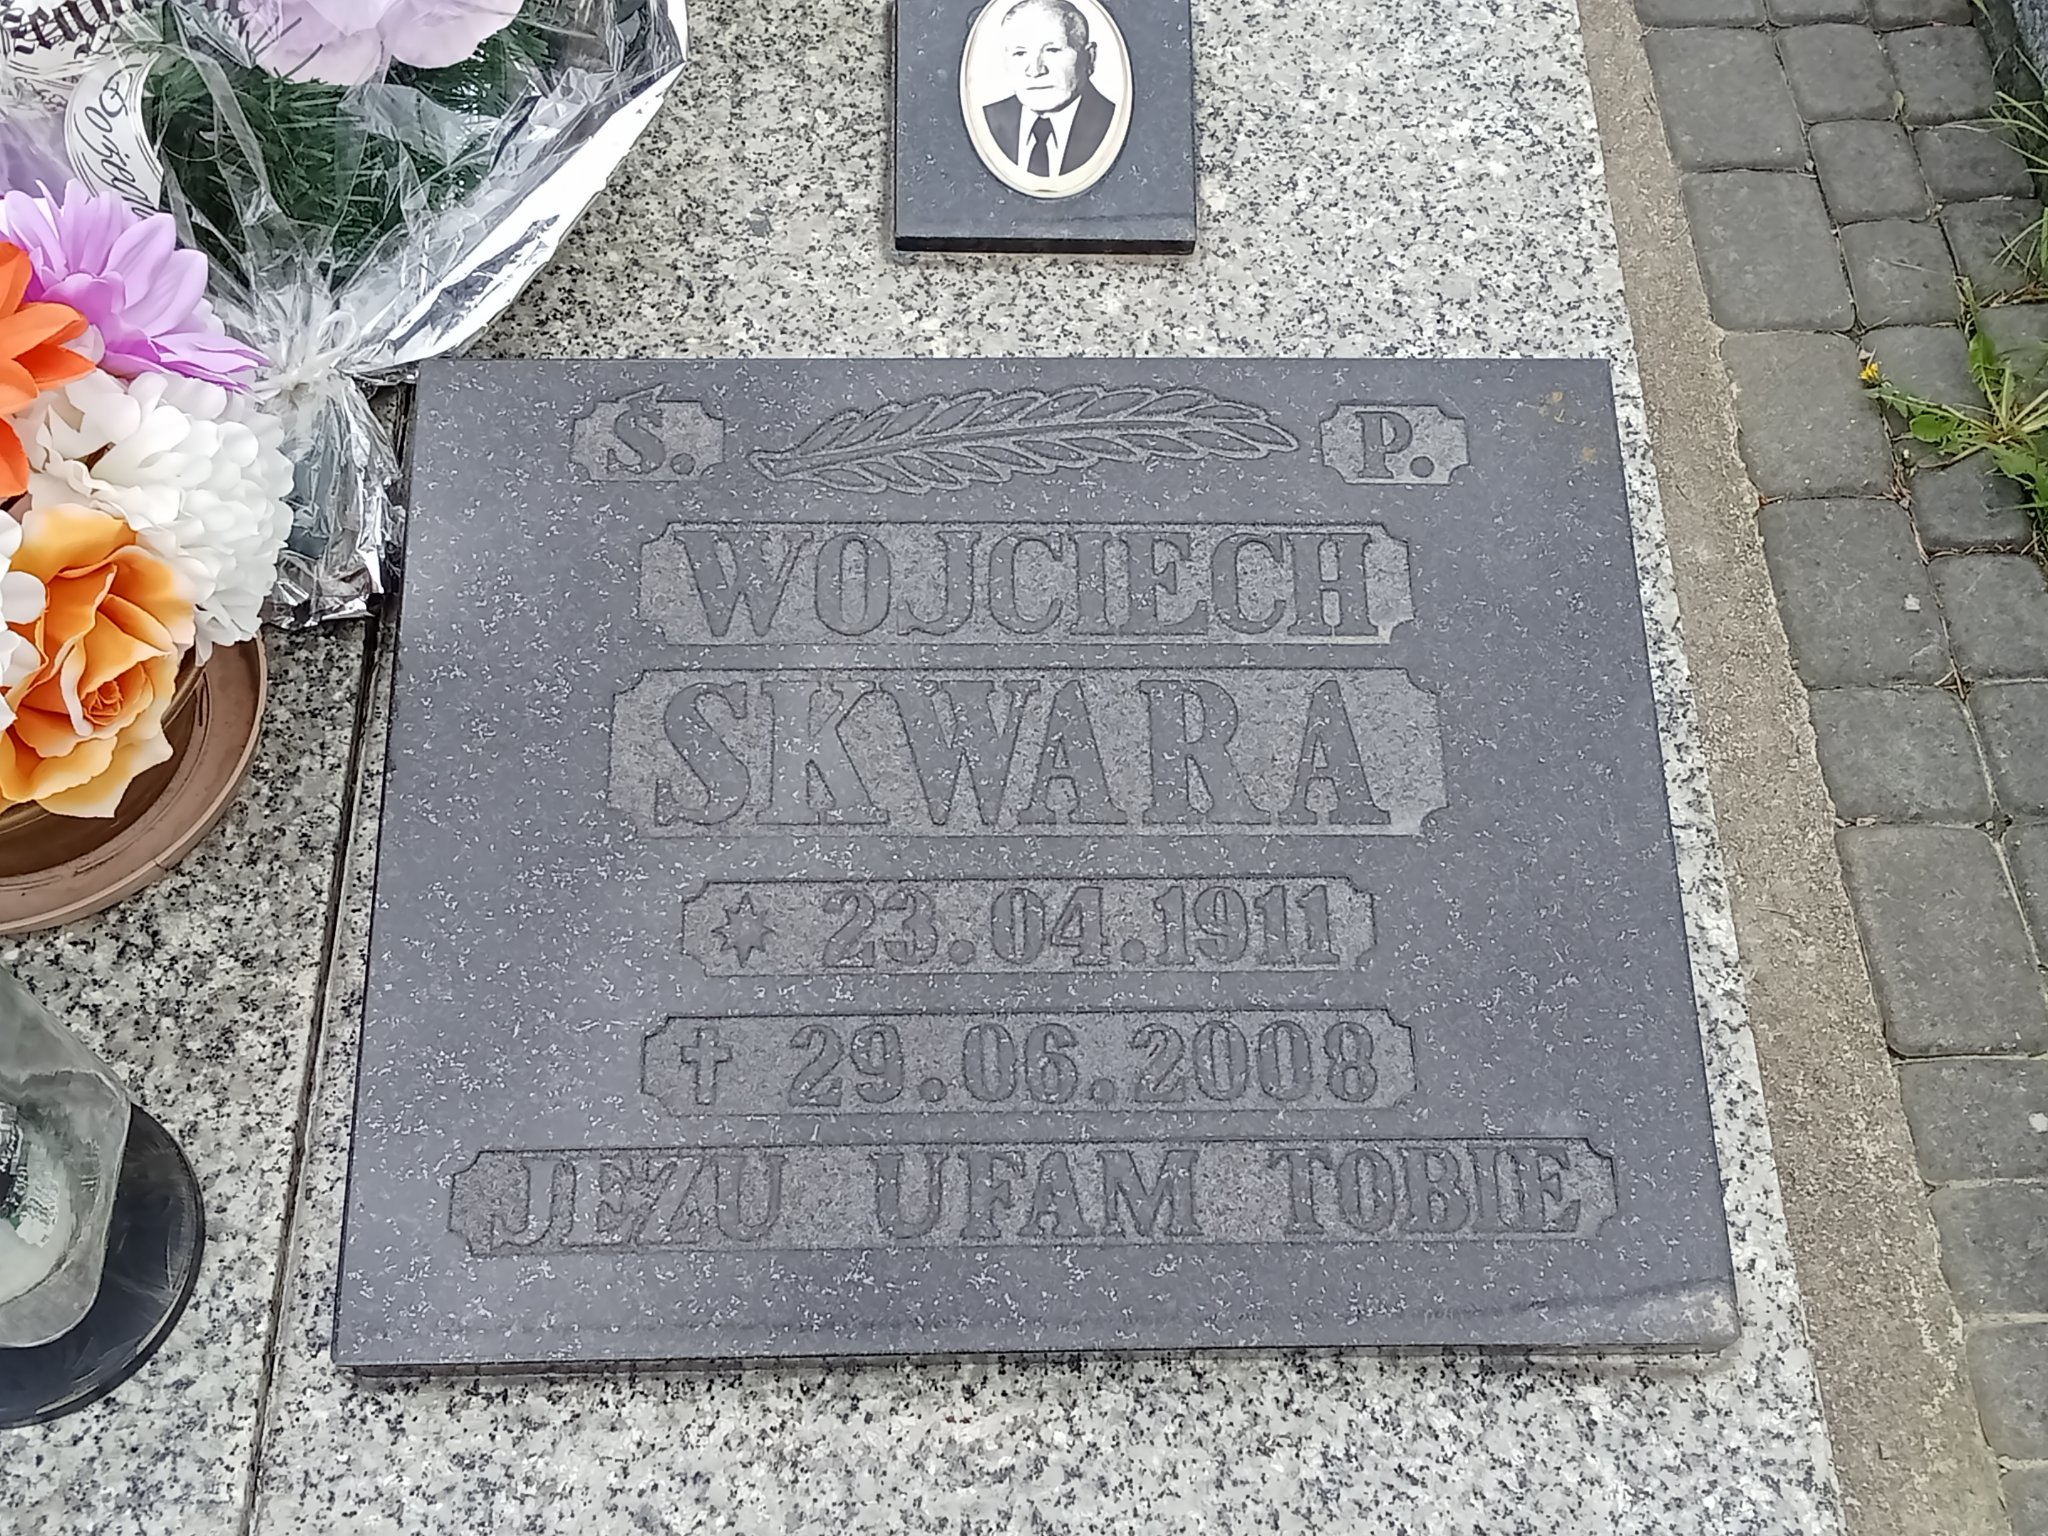 Ś. P.
WOJCIECH
SKWARA
23.04.1911
29.06.2008
JEZU UFAM TOBIE